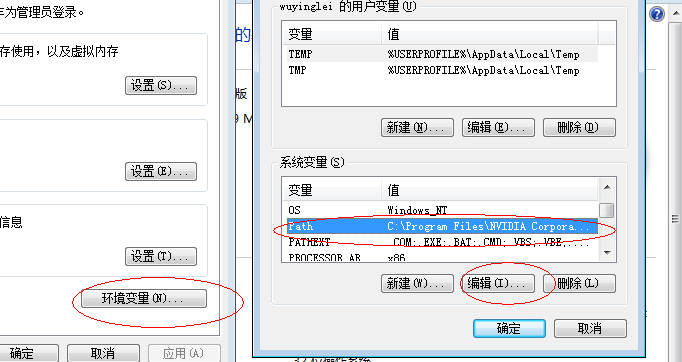 作为管理员登录。
存使用，以及虚拟内存
设置(S)...
设置(E)...
信息
设置(T)...
环境变量(N)...
确定
取消
应用(A)
的
版
wuyinglei 的用户变量(U)
变量 值
TEMP %USERPROFILE%\AppData\Local\Temp
TMP %USERPROFILE%\AppData\Local\Temp
新建(N)...
编辑(E)...
删除(D)
系统变量(S)
变量 值
OS Windows_NT
Path C:\Program Files\NVIDIA Corpora...
PATHEXT .COM;.EXE;.BAT;.CMD;.VBS;.VBE;....
PROCESSOR_AR x86
新建(W)...
编辑(I)...
删除(L)
确定
取消